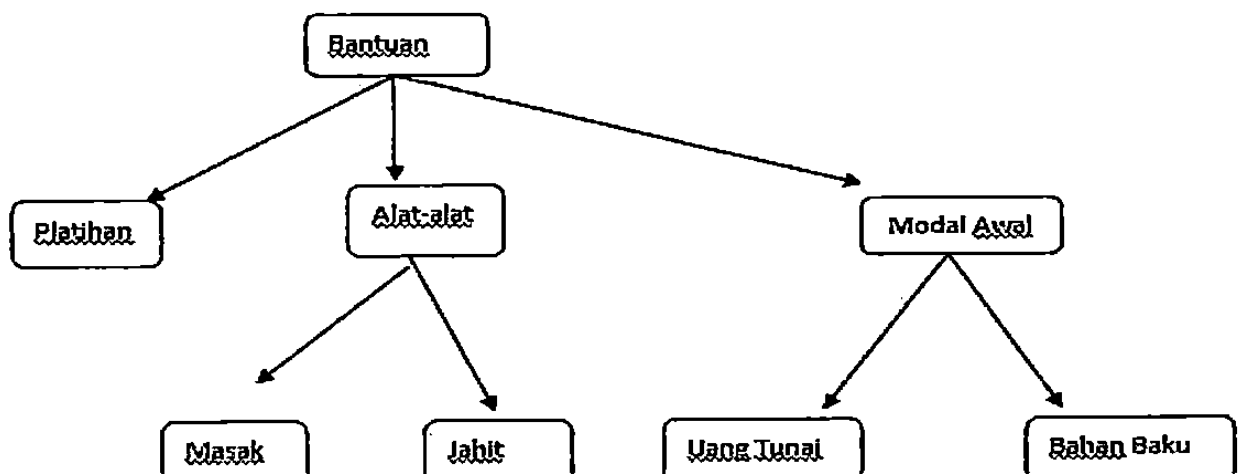 Bantuan
Platihan
Alat-alat
Modal Awal
Masak
Jahit
Uang Tunai
Bahan Baku